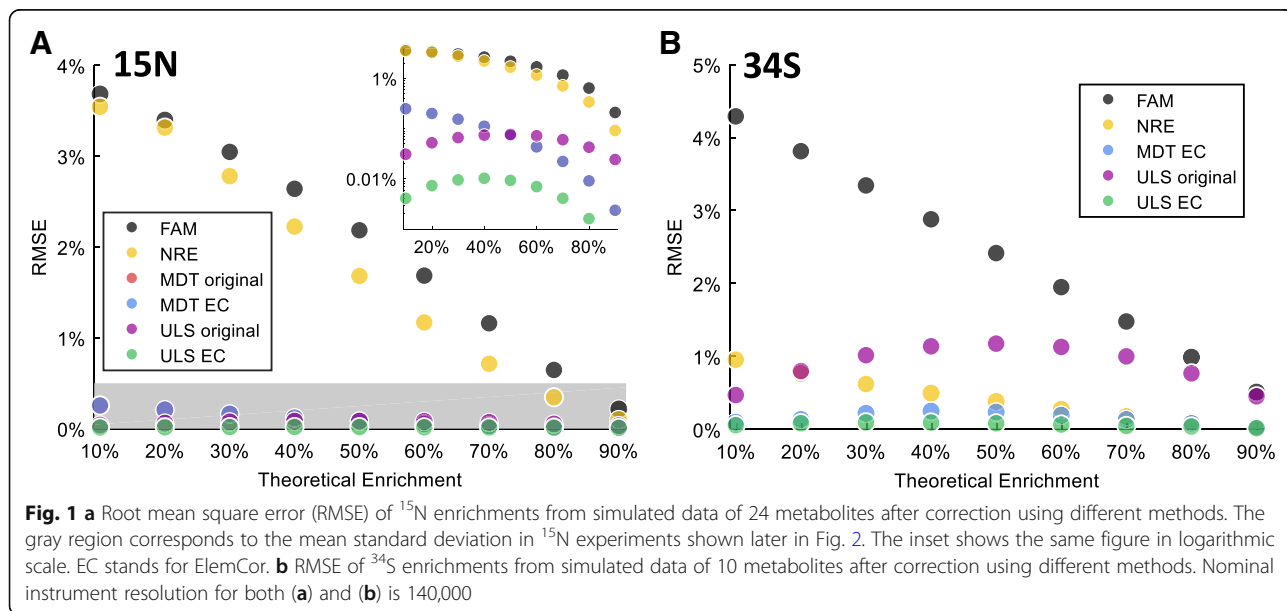 A
15N
4%
3%
2%
1%
0%
RMSE
10% 20% 30% 40% 50% 60% 70% 80% 90%
Theoretical Enrichment
FAM
NRE
MDT original
MDT EC
ULS original
ULS EC
1%
0.01%
20% 40% 60% 80%
B
34S
5%
4%
3%
2%
1%
0%
RMSE
10% 20% 30% 40% 50% 60% 70% 80% 90%
Theoretical Enrichment
FAM
NRE
MDT EC
ULS original
ULS EC
Fig. 1 a Root mean square error (RMSE) of ¹⁵N enrichments from simulated data of 24 metabolites after correction using different methods. The
gray region corresponds to the mean standard deviation in ¹⁵N experiments shown later in Fig. 2. The inset shows the same figure in logarithmic
scale. EC stands for ElemCor. b RMSE of ³⁴S enrichments from simulated data of 10 metabolites after correction using different methods. Nominal
instrument resolution for both (a) and (b) is 140,000